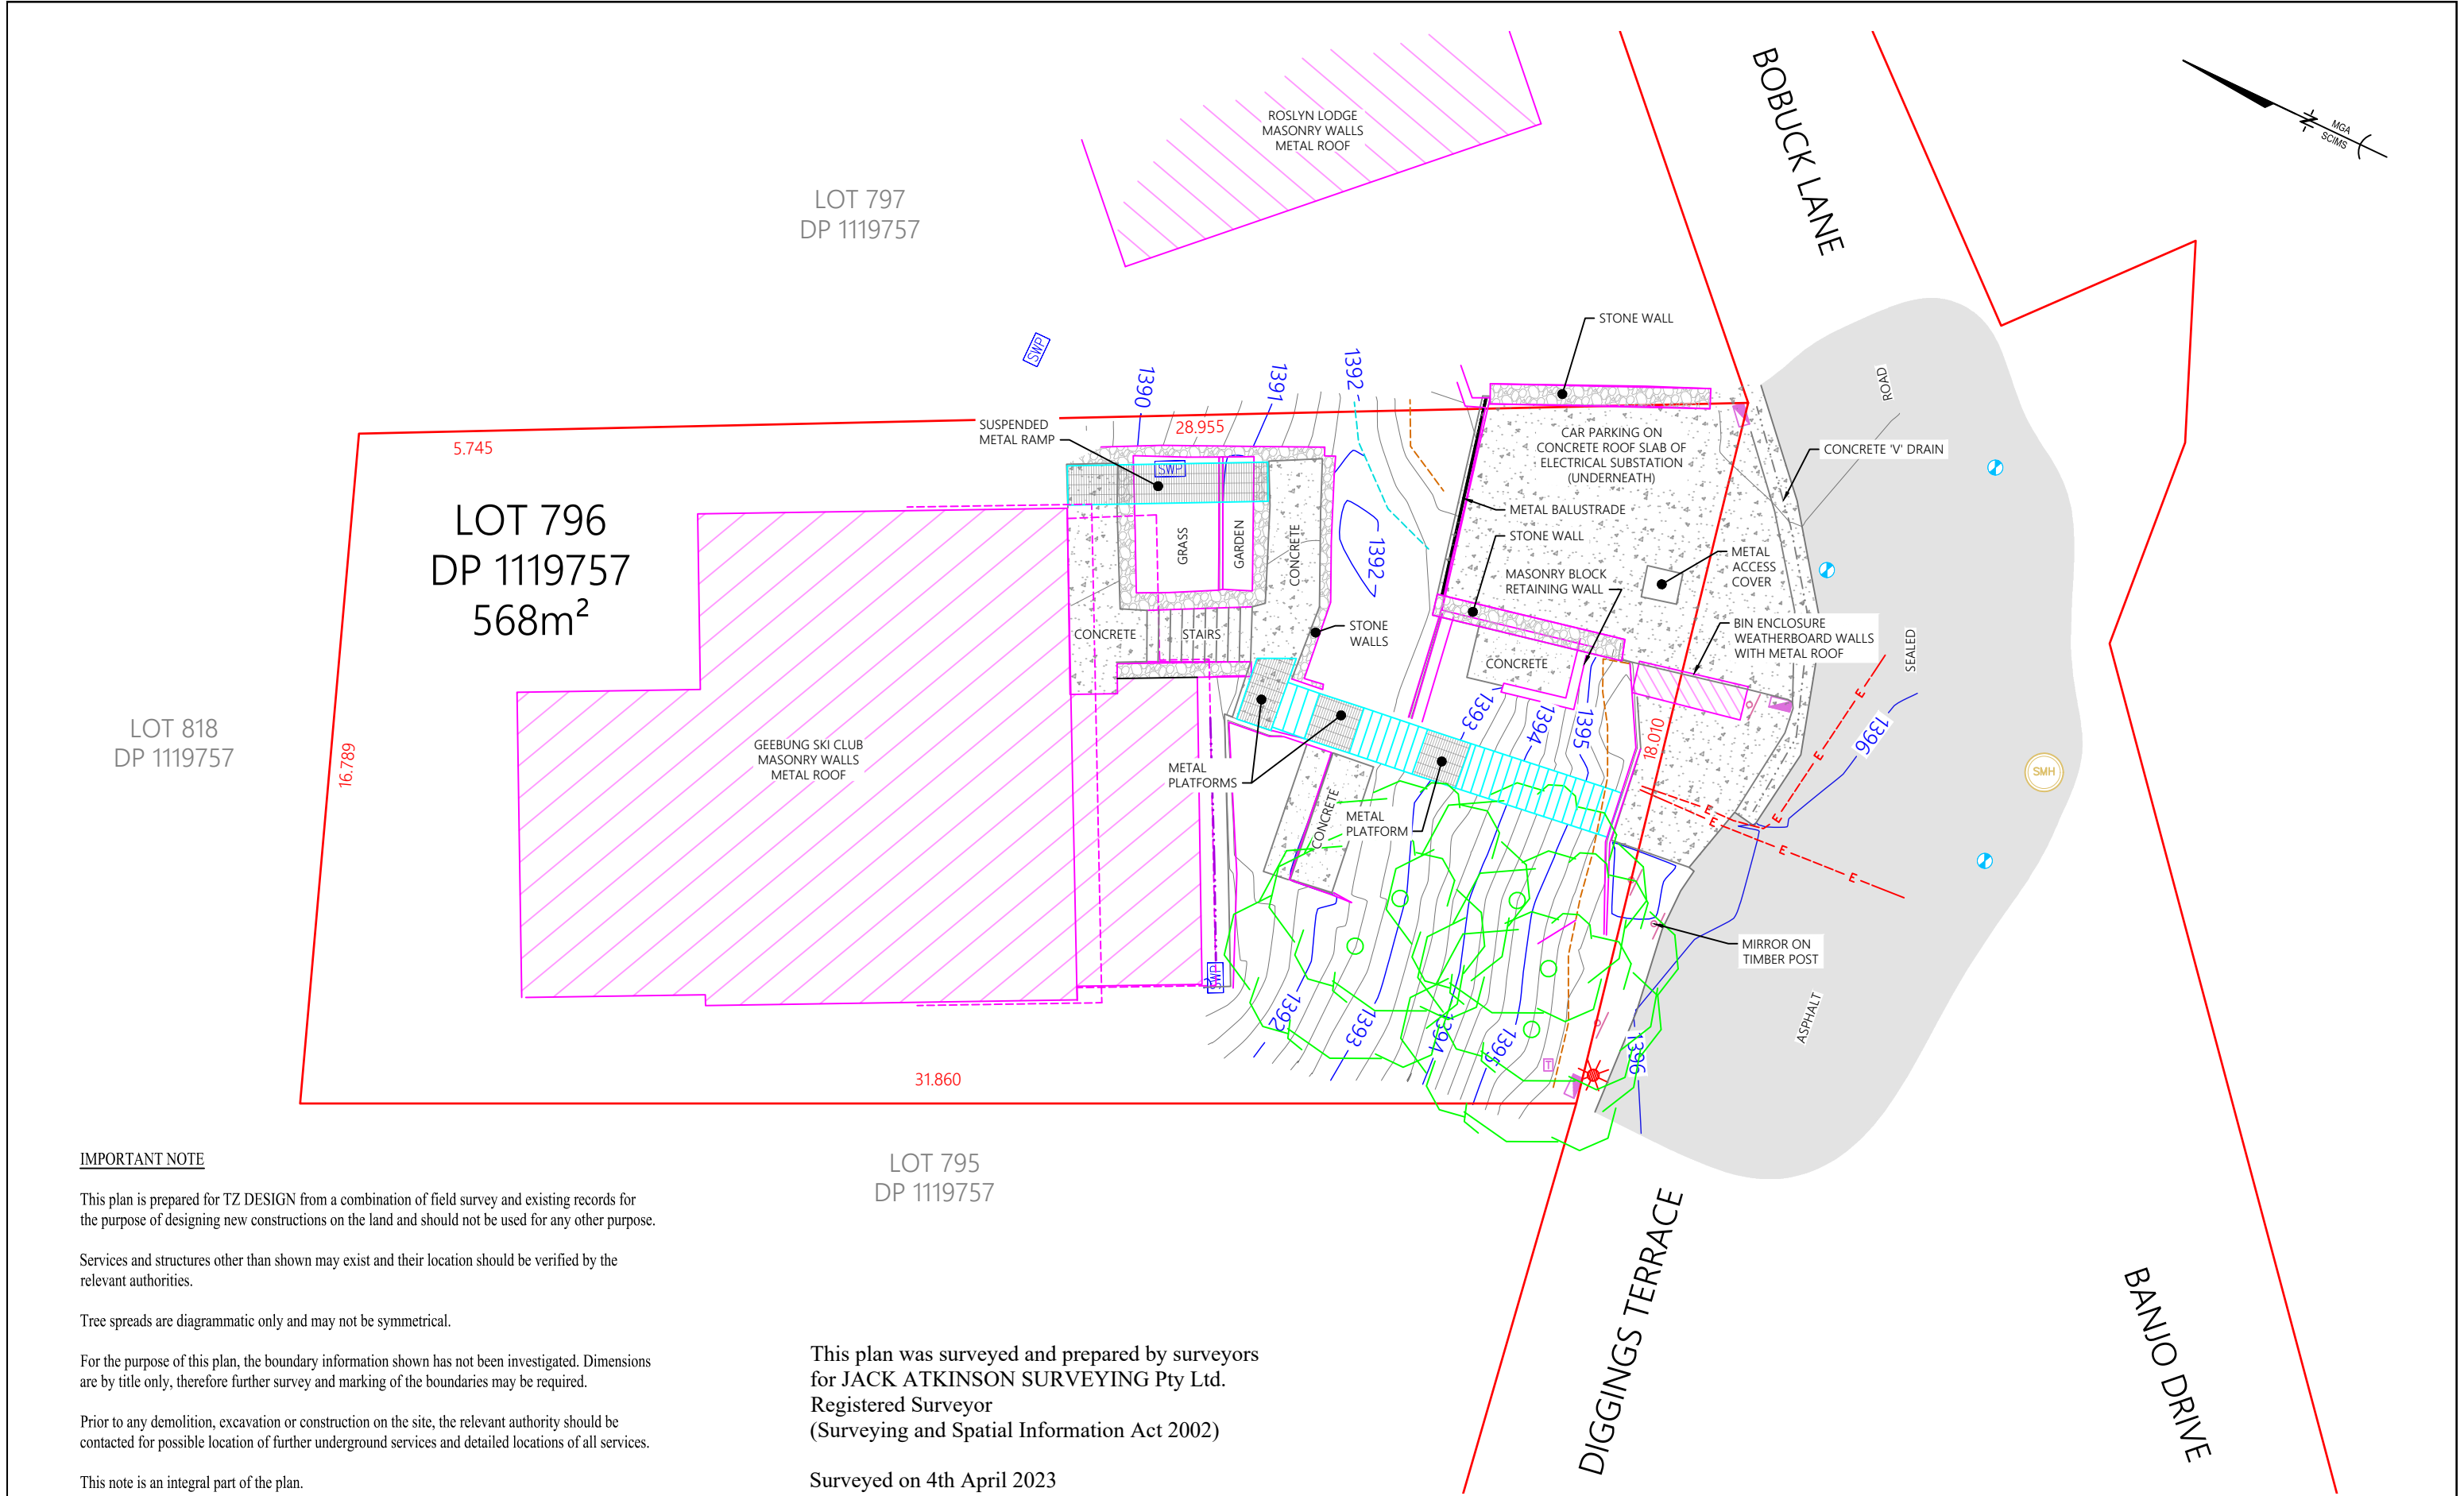 BOBUCK LANE
MGA
SCIMS
N
ROSLYN LODGE
MASONRY WALLS
METAL ROOF
LOT 797
DP 1119757
STONE WALL
SWP
1390
1391
1392
ROAD
SUSPENDED
METAL RAMP
28.955
5.745
CAR PARKING ON
CONCRETE ROOF SLAB OF
ELECTRICAL SUBSTATION
(UNDERNEATH)
CONCRETE 'V' DRAIN
SWP
LOT 796
DP 1119757
568m²
METAL BALUSTRADE
STONE WALL
GRASS
GARDEN
CONCRETE
1392
METAL
ACCESS
COVER
MASONRY BLOCK
RETAINING WALL
CONCRETE
STAIRS
STONE
WALLS
BIN ENCLOSURE
WEATHERBOARD WALLS
WITH METAL ROOF
SEALED
CONCRETE
LOT 818
DP 1119757
16.789
GEEBUNG SKI CLUB
MASONRY WALLS
METAL ROOF
1393
1394
1395
18.010
E
1396
E
SMH
METAL
PLATFORMS
CONCRETE
METAL
PLATFORM
E
E
E
E
E
MIRROR ON
TIMBER POST
SWP
1392
1393
1394
1395
1396
ASPHALT
T
31.860
LOT 795
DP 1119757
DIGGINGS TERRACE
BANJO DRIVE
IMPORTANT NOTE
This plan is prepared for TZ DESIGN from a combination of field survey and existing records for
the purpose of designing new constructions on the land and should not be used for any other purpose.
Services and structures other than shown may exist and their location should be verified by the
relevant authorities.
Tree spreads are diagrammatic only and may not be symmetrical.
For the purpose of this plan, the boundary information shown has not been investigated. Dimensions
are by title only, therefore further survey and marking of the boundaries may be required.
Prior to any demolition, excavation or construction on the site, the relevant authority should be
contacted for possible location of further underground services and detailed locations of all services.
This note is an integral part of the plan.
This plan was surveyed and prepared by surveyors
for JACK ATKINSON SURVEYING Pty Ltd.
Registered Surveyor
(Surveying and Spatial Information Act 2002)
Surveyed on 4th April 2023